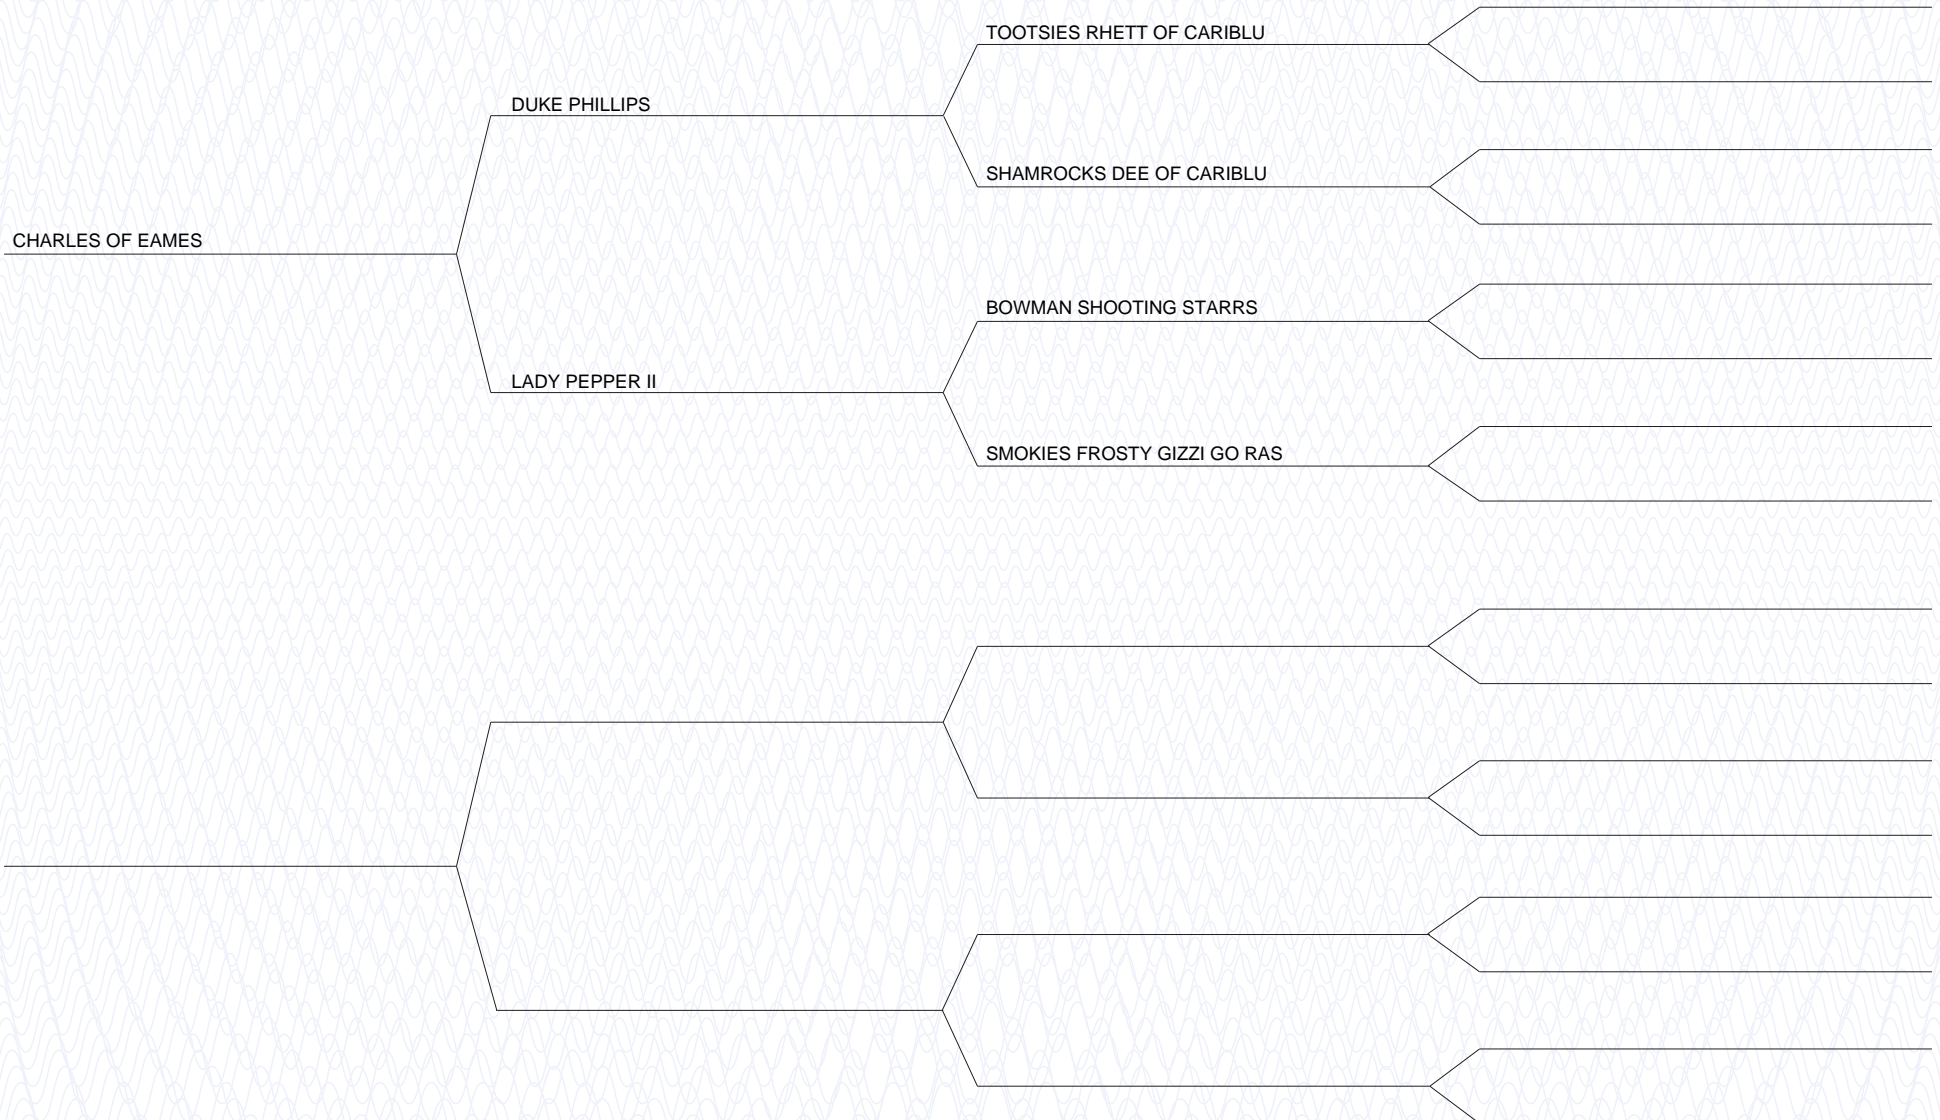 TOOTSIES RHETT OF CARIBLU
DUKE PHILLIPS
SHAMROCKS DEE OF CARIBLU
CHARLES OF EAMES
BOWMAN SHOOTING STARRS
LADY PEPPER II
SMOKIES FROSTY GIZZI GO RAS